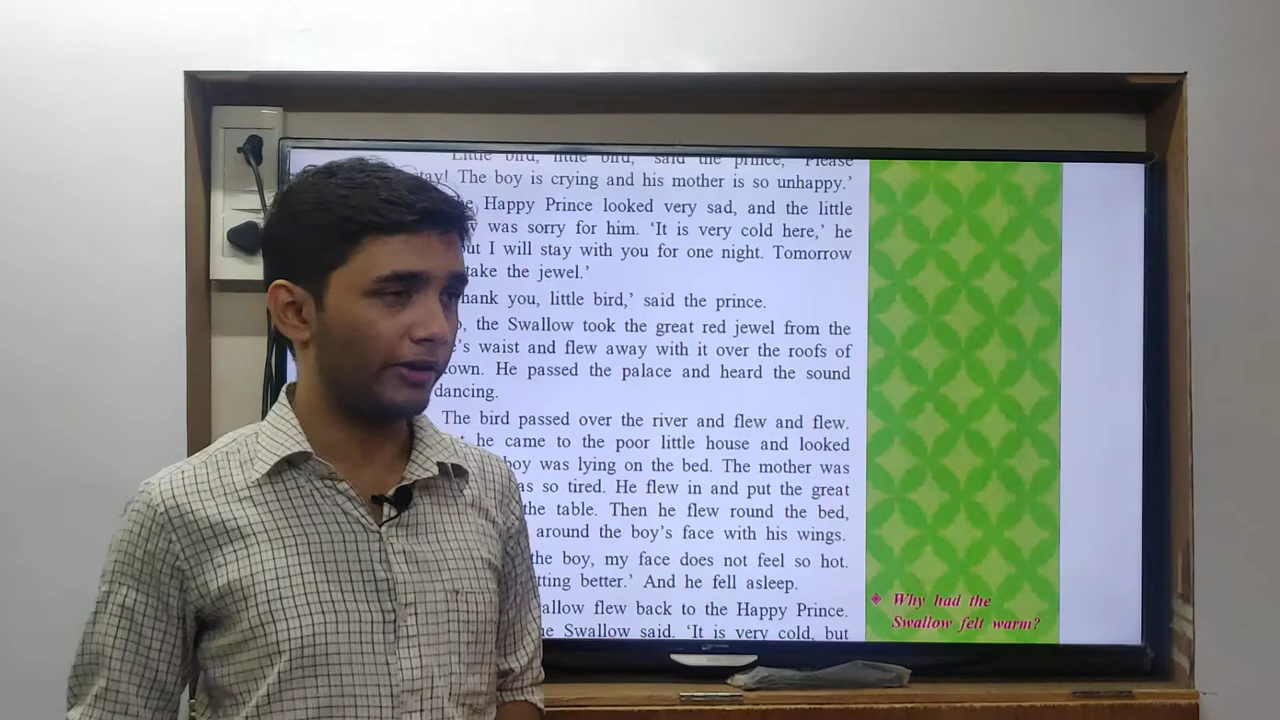 Little bird, little bird,' said the prince, 'Please
stay! The boy is crying and his mother is so unhappy.'
Happy Prince looked very sad, and the little
was sorry for him. 'It is very cold here,' he
but I will stay with you for one night. Tomorrow
take the jewel.'
hank you, little bird,' said the prince.
, the Swallow took the great red jewel from the
's waist and flew away with it over the roofs of
own. He passed the palace and heard the sound
dancing.
The bird passed over the river and flew and flew.
he came to the poor little house and looked
boy was lying on the bed. The mother was
as so tired. He flew in and put the great
the table. Then he flew round the bed,
around the boy's face with his wings.
the boy, my face does not feel so hot.
tting better.' And he fell asleep.
allow flew back to the Happy Prince.
he Swallow said. 'It is very cold, but
Why had the
Swallow felt warm?